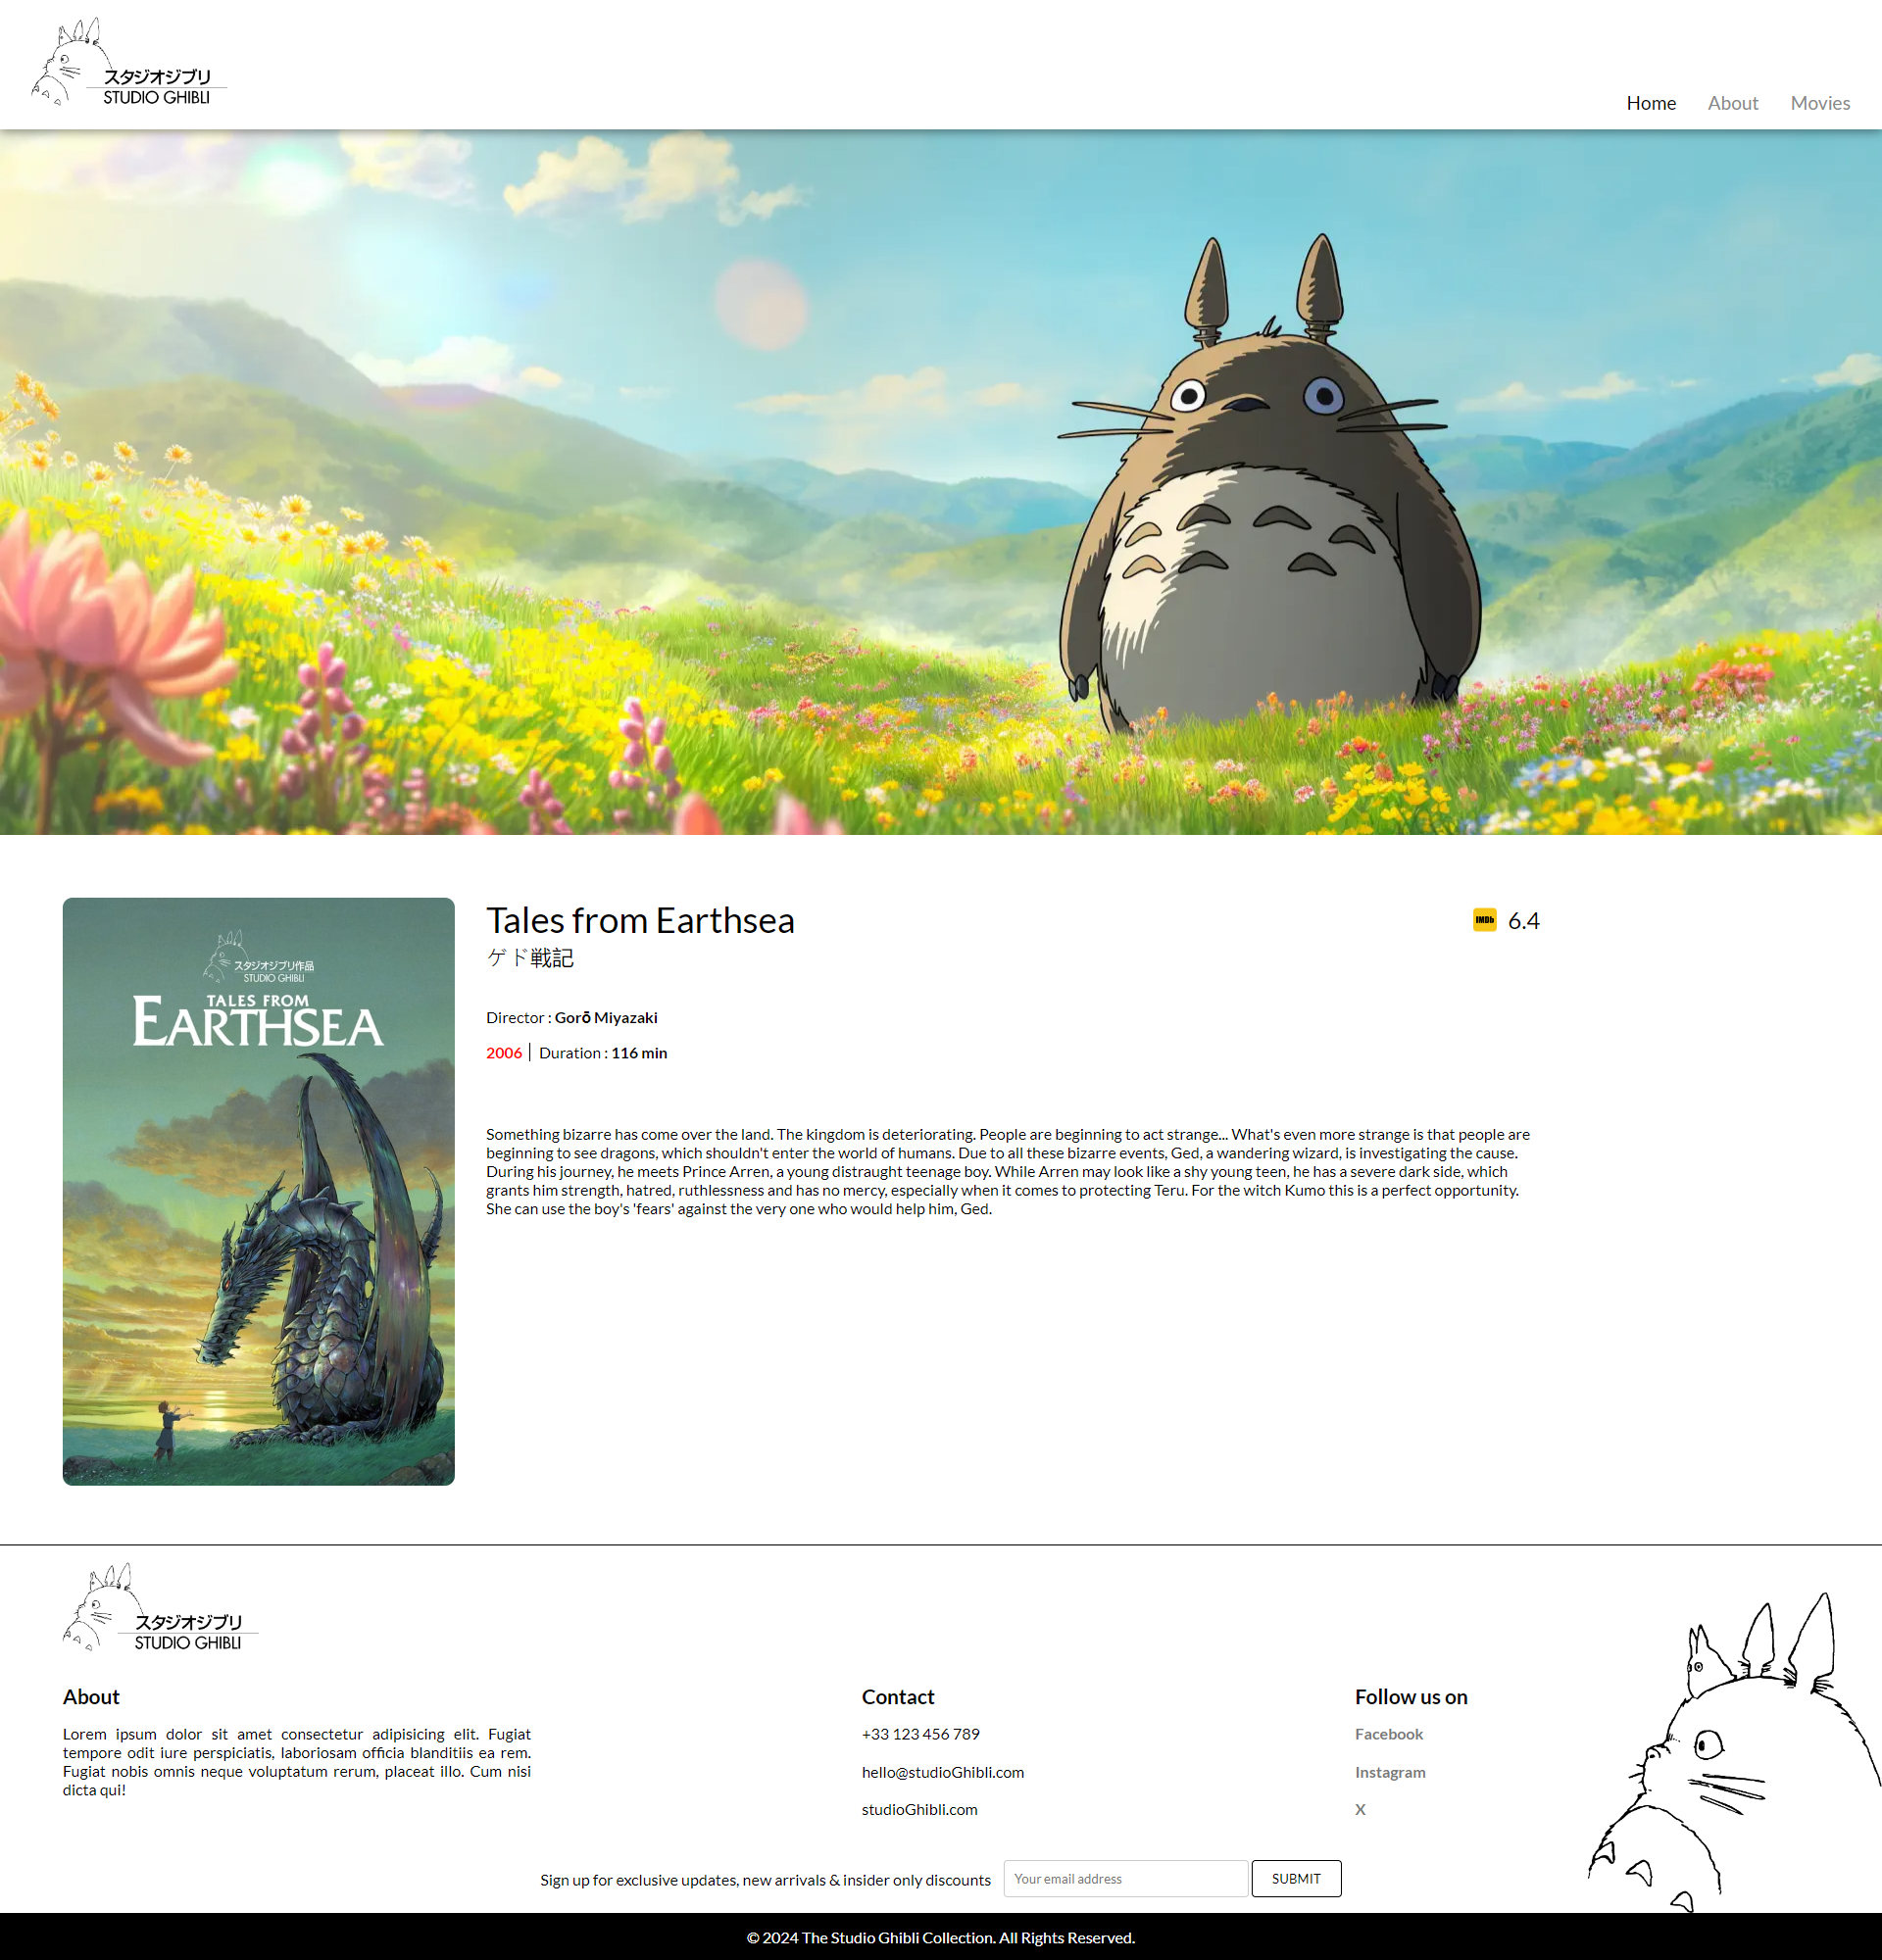 スタジオジブリ
STUDIO GHIBLI
Home About Movies
スタジオジブリ作品
STUDIO GHIBLI
TALES FROM
EARTHSEA
Tales from Earthsea
IMDb 6.4
ゲド戦記
Director : Gorō Miyazaki
2006 | Duration : 116 min
Something bizarre has come over the land. The kingdom is deteriorating. People are beginning to act strange... What's even more strange is that people are
beginning to see dragons, which shouldn't enter the world of humans. Due to all these bizarre events, Ged, a wandering wizard, is investigating the cause.
During his journey, he meets Prince Arren, a young distraught teenage boy. While Arren may look like a shy young teen, he has a severe dark side, which
grants him strength, hatred, ruthlessness and has no mercy, especially when it comes to protecting Teru. For the witch Kumo this is a perfect opportunity.
She can use the boy's 'fears' against the very one who would help him, Ged.
スタジオジブリ
STUDIO GHIBLI
About
Lorem ipsum dolor sit amet consectetur adipisicing elit. Fugiat
tempore odit iure perspiciatis, laboriosam officia blanditiis ea rem.
Fugiat nobis omnis neque voluptatum rerum, placeat illo. Cum nisi
dicta qui!
Contact
+33 123 456 789
hello@studioGhibli.com
studioGhibli.com
Follow us on
Facebook
Instagram
X
Sign up for exclusive updates, new arrivals & insider only discounts
Your email address
SUBMIT
© 2024 The Studio Ghibli Collection. All Rights Reserved.